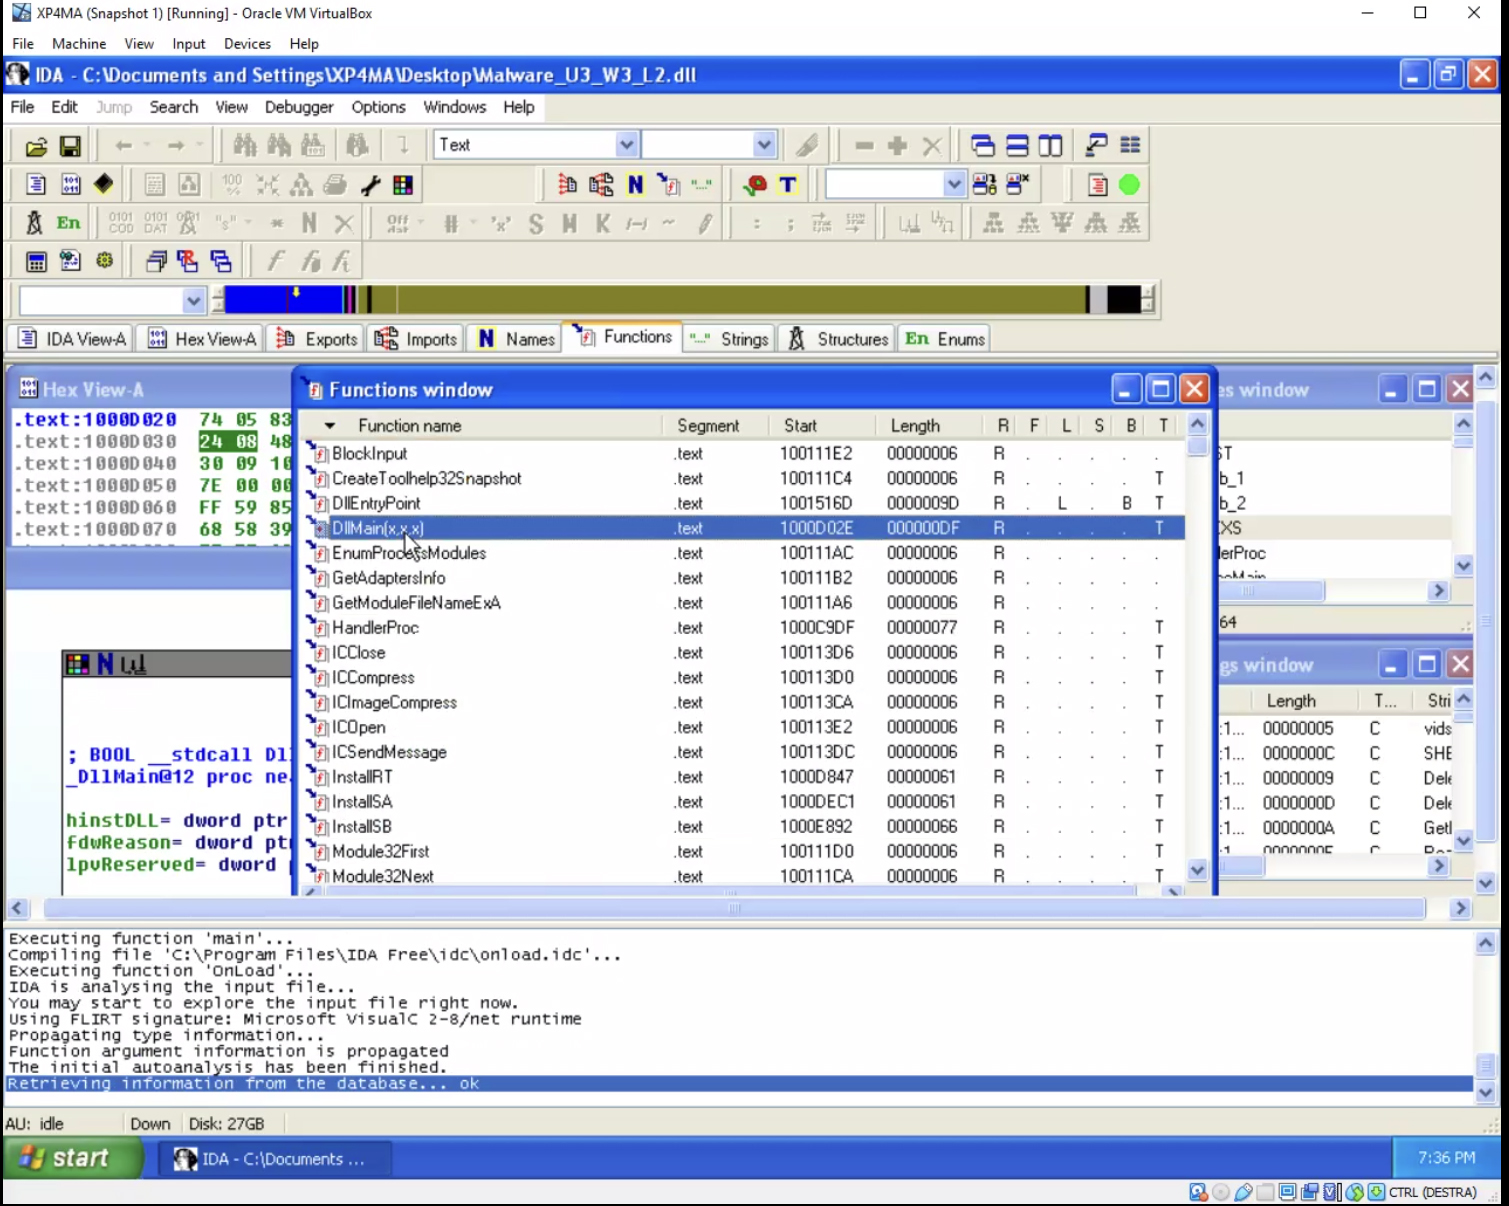 XP4MA (Snapshot 1) [Running] - Oracle VM VirtualBox
File Machine View Input Devices Help
IDA - C:\Documents and Settings\XP4MA\Desktop\Malware_U3_W3_L2.dll
File Edit Jump Search View Debugger Options Windows Help
Text
En
IDA View-A Hex View-A Exports Imports N Names Functions Strings Structures En Enums
Hex View-A
.text:1000D020 74 05 83
.text:1000D030 24 08 48
.text:1000D040 30 09 10
.text:1000D050 7E 00 00
.text:1000D060 FF 59 85
.text:1000D070 68 58 39
; BOOL __stdcall Dl
_DllMain@12 proc ne
hinstDLL= dword ptr
fdwReason= dword pt
lpvReserved= dword
Functions window
Function name Segment Start Length R F L S B T
BlockInput .text 100111E2 00000006 R . . . . .
CreateToolhelp32Snapshot .text 100111C4 00000006 R . . . . T
DllEntryPoint .text 1001516D 0000009D R . L . B T
DllMain(x,x,x) .text 1000D02E 000000DF R . . . . T
EnumProcessModules .text 100111AC 00000006 R . . . . .
GetAdaptersInfo .text 100111B2 00000006 R . . . . .
GetModuleFileNameExA .text 100111A6 00000006 R . . . . .
HandlerProc .text 1000C9DF 00000077 R . . . . T
ICClose .text 100113D6 00000006 R . . . . T
ICCompress .text 100113D0 00000006 R . . . . T
ICImageCompress .text 100113CA 00000006 R . . . . T
ICOpen .text 100113E2 00000006 R . . . . T
ICSendMessage .text 100113DC 00000006 R . . . . T
InstallRT .text 1000D847 00000061 R . . . . T
InstallSA .text 1000DEC1 00000061 R . . . . T
InstallSB .text 1000E892 00000066 R . . . . T
Module32First .text 100111D0 00000006 R . . . . T
Module32Next .text 100111CA 00000006 R . . . . T
es window
ST
b_1
b_2
XS
lerProc
64
gs window
Length T... Stri
:1... 00000005 C vids
:1... 0000000C C SHE
:1... 00000009 C Dele
:1... 0000000D C Dele
:1... 0000000A C Getl
Executing function 'main'...
Compiling file 'C:\Program Files\IDA Free\idc\onload.idc'...
Executing function 'OnLoad'...
IDA is analysing the input file...
You may start to explore the input file right now.
Using FLIRT signature: Microsoft VisualC 2-8/net runtime
Propagating type information...
Function argument information is propagated
The initial autoanalysis has been finished.
Retrieving information from the database... ok
AU: idle Down Disk: 27GB
start IDA - C:\Documents ... 7:36 PM
CTRL (DESTRA)